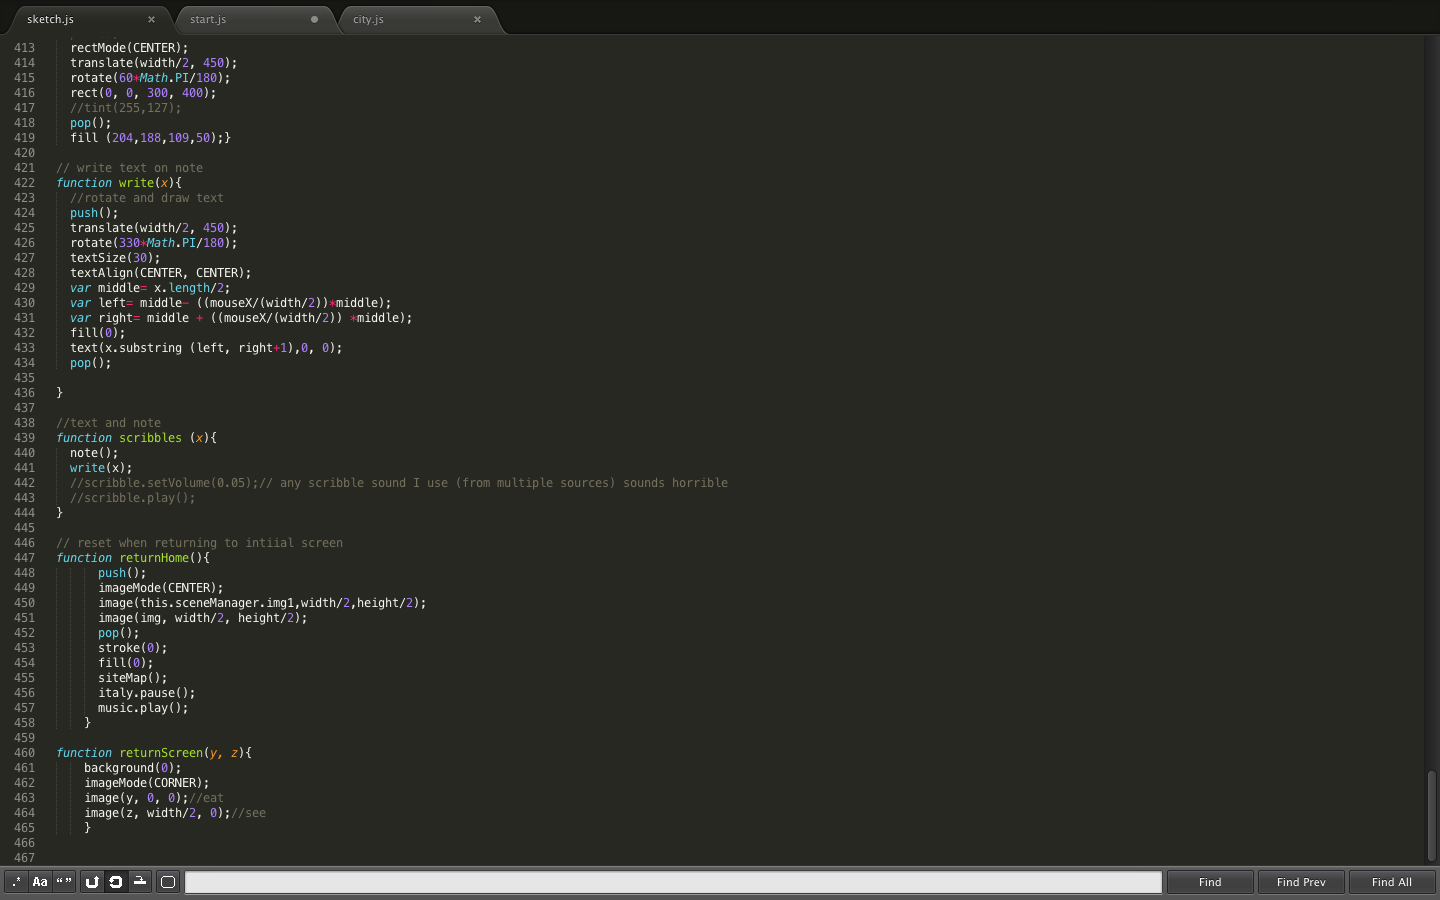 sketch.js × start.js ● city.js ×
413 rectMode(CENTER);
414 translate(width/2, 450);
415 rotate(60*Math.PI/180);
416 rect(0, 0, 300, 400);
417 //tint(255,127);
418 pop();
419 fill (204,188,109,50);}
420
421 // write text on note
422 function write(x){
423 //rotate and draw text
424 push();
425 translate(width/2, 450);
426 rotate(330*Math.PI/180);
427 textSize(30);
428 textAlign(CENTER, CENTER);
429 var middle= x.length/2;
430 var left= middle- ((mouseX/(width/2))*middle);
431 var right= middle + ((mouseX/(width/2)) *middle);
432 fill(0);
433 text(x.substring (left, right+1),0, 0);
434 pop();
435
436 }
437
438 //text and note
439 function scribbles (x){
440 note();
441 write(x);
442 //scribble.setVolume(0.05);// any scribble sound I use (from multiple sources) sounds horrible
443 //scribble.play();
444 }
445
446 // reset when returning to intiial screen
447 function returnHome(){
448 push();
449 imageMode(CENTER);
450 image(this.sceneManager.img1,width/2,height/2);
451 image(img, width/2, height/2);
452 pop();
453 stroke(0);
454 fill(0);
455 siteMap();
456 italy.pause();
457 music.play();
458 }
459
460 function returnScreen(y, z){
461 background(0);
462 imageMode(CORNER);
463 image(y, 0, 0);//eat
464 image(z, width/2, 0);//see
465 }
466
467
.* Aa “” Find Find Prev Find All